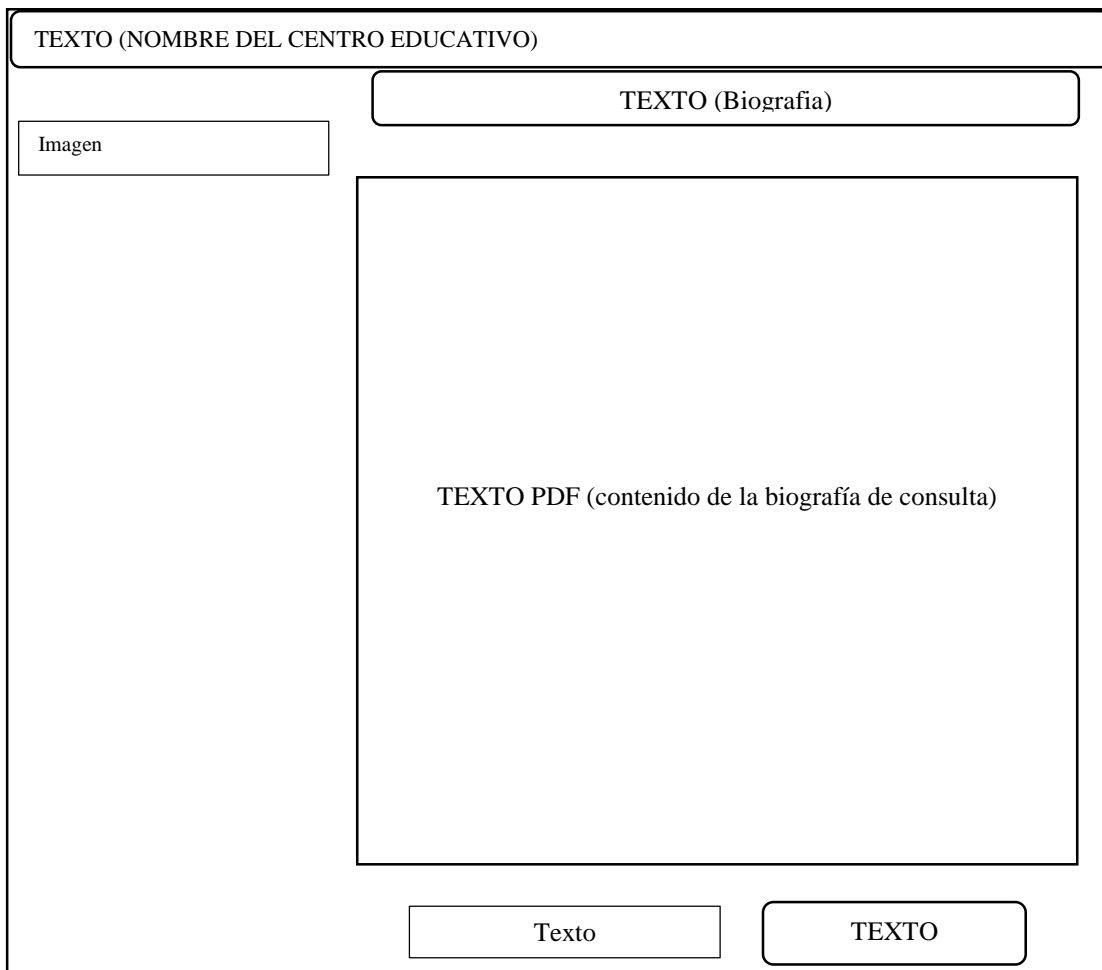 TEXTO (NOMBRE DEL CENTRO EDUCATIVO)
TEXTO (Biografia)
Imagen
TEXTO PDF (contenido de la biografía de consulta)
Texto
TEXTO